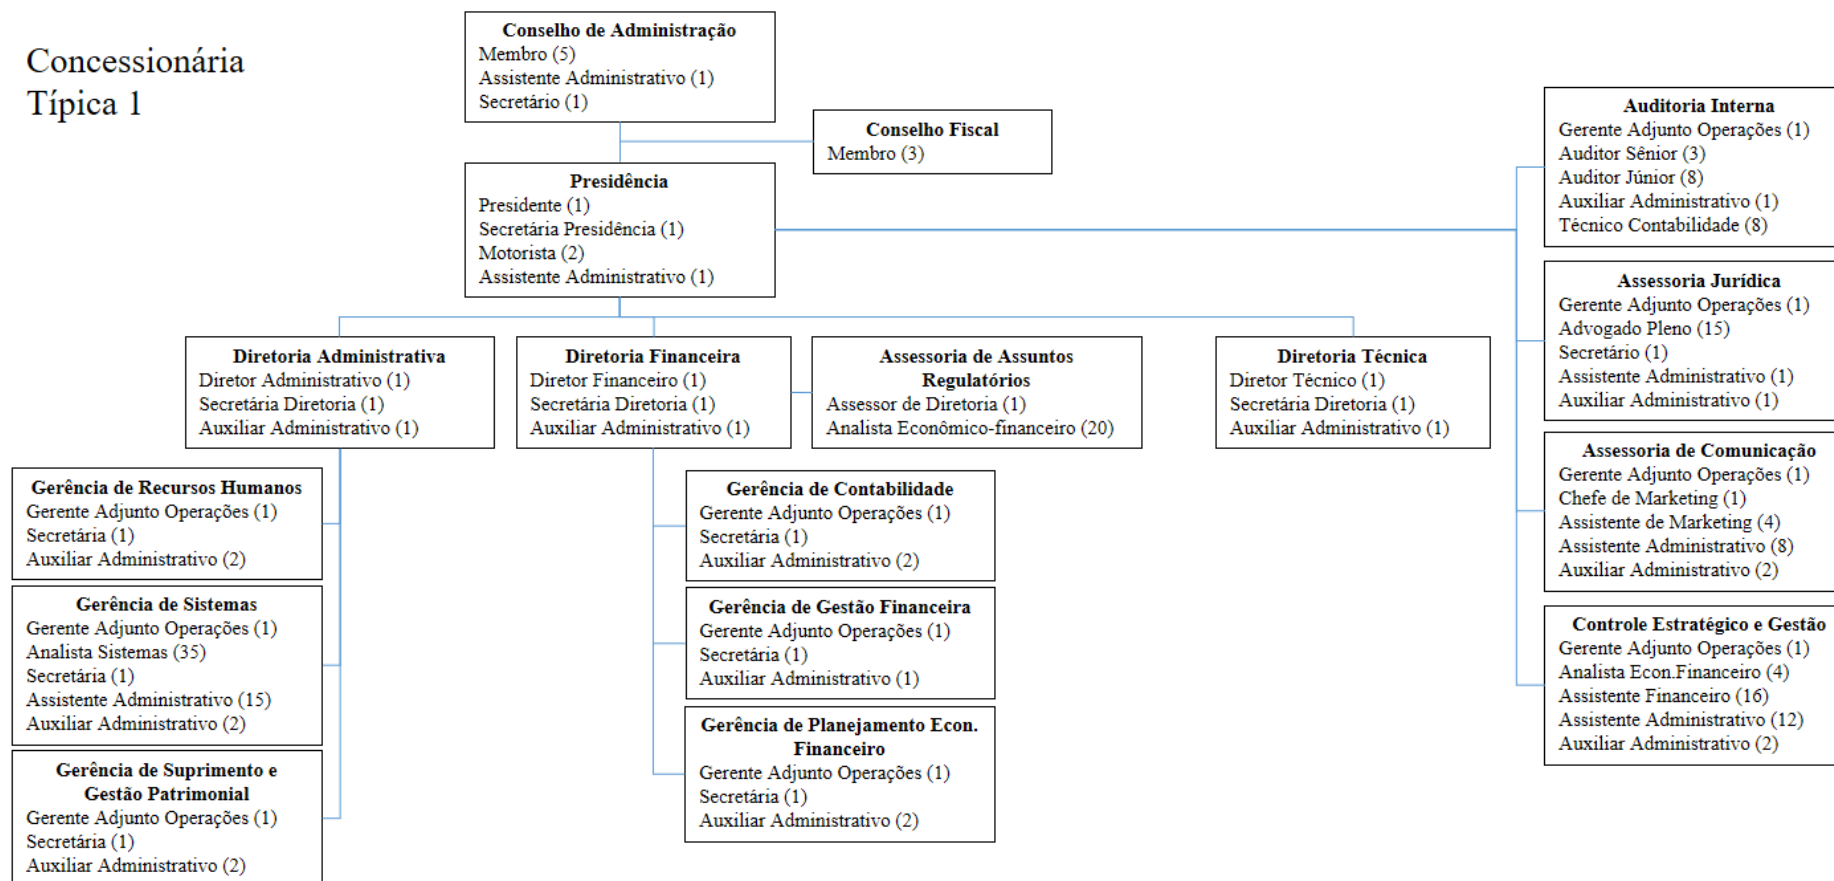 Concessionária
Típica 1
Conselho de Administração
Membro (5)
Assistente Administrativo (1)
Secretário (1)
Conselho Fiscal
Membro (3)
Presidência
Presidente (1)
Secretária Presidência (1)
Motorista (2)
Assistente Administrativo (1)
Auditoria Interna
Gerente Adjunto Operações (1)
Auditor Sênior (3)
Auditor Júnior (8)
Auxiliar Administrativo (1)
Técnico Contabilidade (8)
Assessoria Jurídica
Gerente Adjunto Operações (1)
Advogado Pleno (15)
Secretário (1)
Assistente Administrativo (1)
Auxiliar Administrativo (1)
Assessoria de Comunicação
Gerente Adjunto Operações (1)
Chefe de Marketing (1)
Assistente de Marketing (4)
Assistente Administrativo (8)
Auxiliar Administrativo (2)
Controle Estratégico e Gestão
Gerente Adjunto Operações (1)
Analista Econ.Financeiro (4)
Assistente Financeiro (16)
Assistente Administrativo (12)
Auxiliar Administrativo (2)
Diretoria Administrativa
Diretor Administrativo (1)
Secretária Diretoria (1)
Auxiliar Administrativo (1)
Diretoria Financeira
Diretor Financeiro (1)
Secretária Diretoria (1)
Auxiliar Administrativo (1)
Assessoria de Assuntos
Regulatórios
Assessor de Diretoria (1)
Analista Econômico-financeiro (20)
Diretoria Técnica
Diretor Técnico (1)
Secretária Diretoria (1)
Auxiliar Administrativo (1)
Gerência de Recursos Humanos
Gerente Adjunto Operações (1)
Secretária (1)
Auxiliar Administrativo (2)
Gerência de Sistemas
Gerente Adjunto Operações (1)
Analista Sistemas (35)
Secretária (1)
Assistente Administrativo (15)
Auxiliar Administrativo (2)
Gerência de Suprimento e
Gestão Patrimonial
Gerente Adjunto Operações (1)
Secretária (1)
Auxiliar Administrativo (2)
Gerência de Contabilidade
Gerente Adjunto Operações (1)
Secretária (1)
Auxiliar Administrativo (2)
Gerência de Gestão Financeira
Gerente Adjunto Operações (1)
Secretária (1)
Auxiliar Administrativo (1)
Gerência de Planejamento Econ.
Financeiro
Gerente Adjunto Operações (1)
Secretária (1)
Auxiliar Administrativo (2)